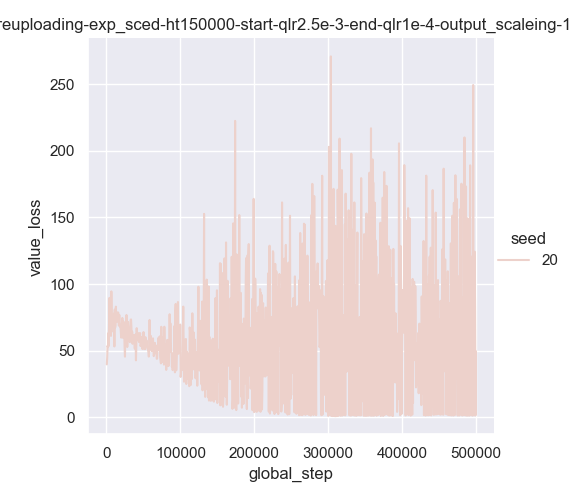 reuploading-exp_sced-ht150000-start-qlr2.5e-3-end-qlr1e-4-output_scaleing-1
250
200
150
100
50
0
value_loss
0 100000 200000 300000 400000 500000
global_step
seed
20